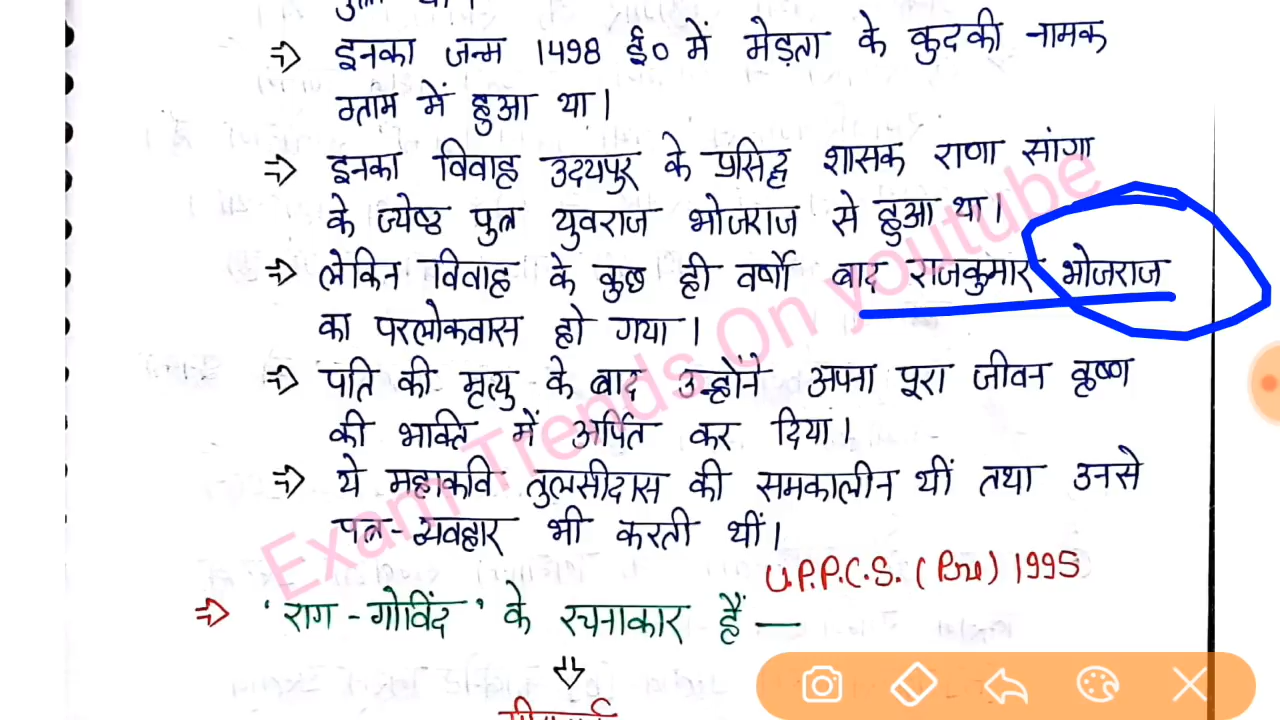 ⇒ इनका जन्म 1498 ई० में मेड़ता के कुदकी नामक
ग्राम में हुआ था।
⇒ इनका विवाह उदयपुर के प्रसिद्ध शासक राणा सांगा
के ज्येष्ठ पुत्र युवराज भोजराज से हुआ था।
⇒ लेकिन विवाह के कुछ ही वर्षों बाद राजकुमार भोजराज
का परलोकवास हो गया।
⇒ पति की मृत्यु के बाद उन्होंने अपना पूरा जीवन कृष्ण
की भक्ति में अर्पित कर दिया।
⇒ ये महाकवि तुलसीदास की समकालीन थीं तथा उनसे
पत्र-व्यवहार भी करती थीं।
Exam Trends On youtube
U.P.P.C.S. (Pre) 1995
⇒ 'राग-गोविंद' के रचनाकार हैं —